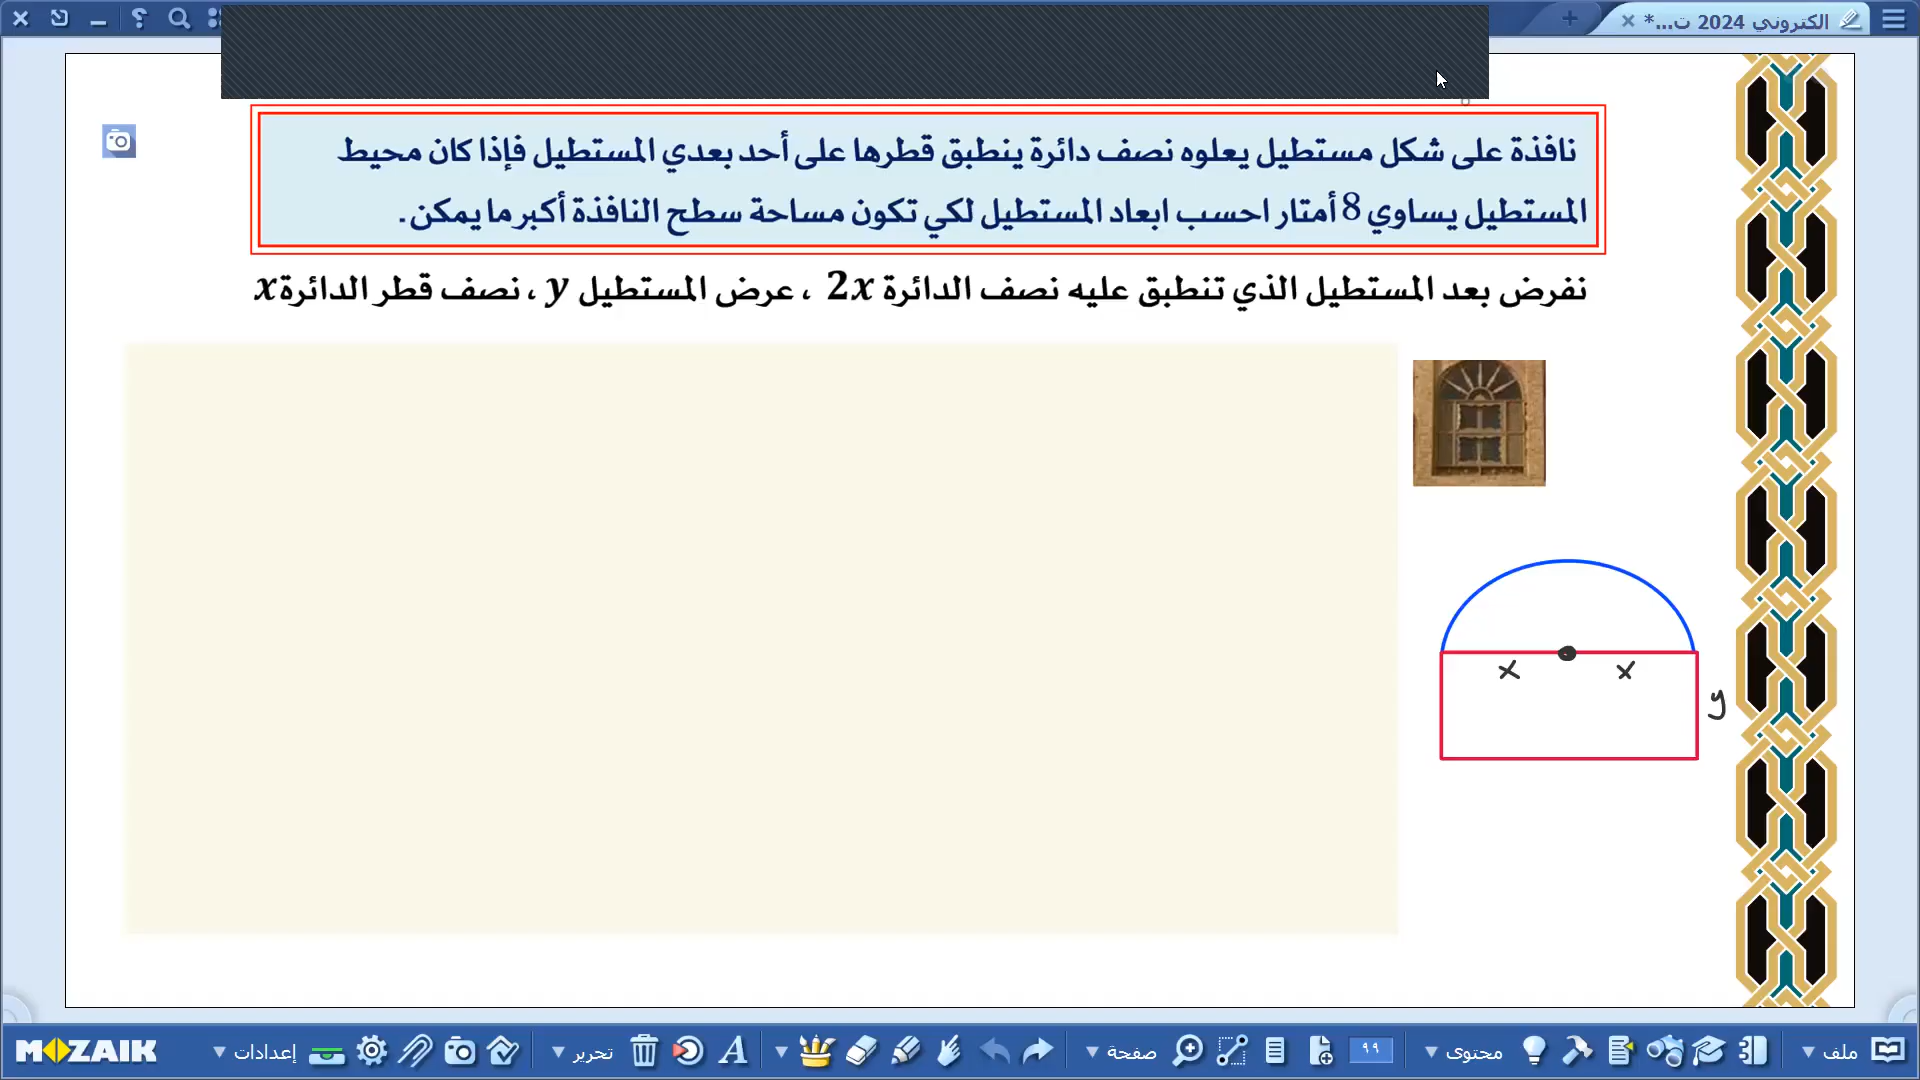 الكتروني 2024 ت...*
نافذة على شكل مستطيل يعلوه نصف دائرة ينطبق قطرها على أحد بعدي المستطيل فإذا كان محيط
المستطيل يساوي 8 أمتار احسب ابعاد المستطيل لكي تكون مساحة سطح النافذة أكبر ما يمكن.
نفرض بعد المستطيل الذي تنطبق عليه نصف الدائرة 2x ، عرض المستطيل y ، نصف قطر الدائرة x
x x
y
ملف
محتوى
٩٩
صفحة
تحرير
إعدادات
MOZAIK